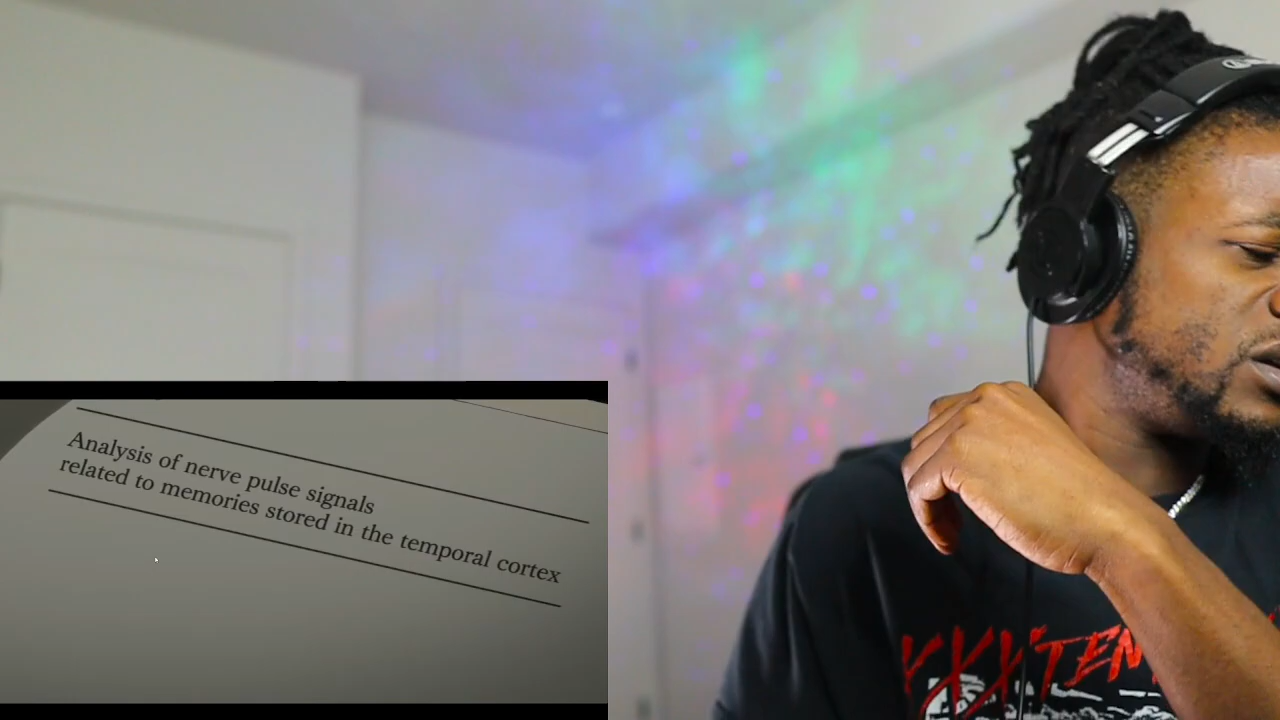 Analysis of nerve pulse signals
related to memories stored in the temporal cortex